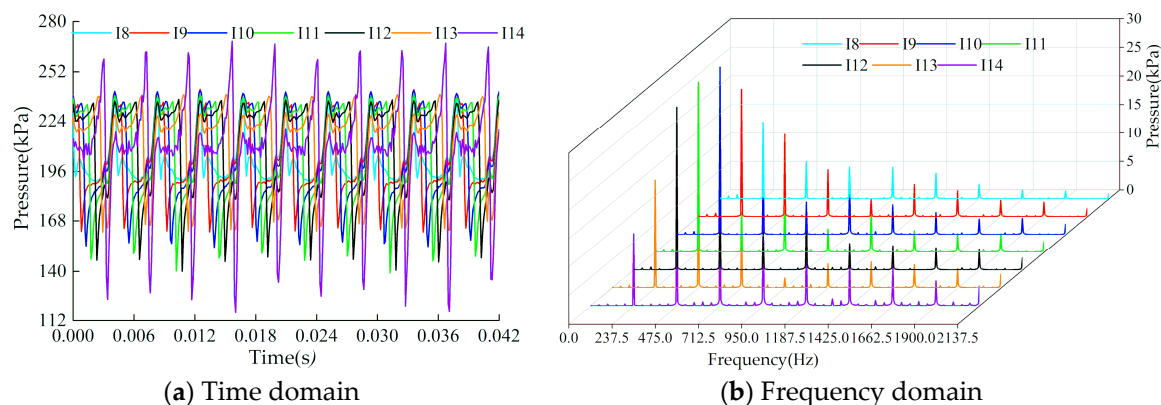 280
252
224
196
168
140
112
Pressure(kPa)
I8 I9 I10 I11 I12 I13 I14
0.000 0.006 0.012 0.018 0.024 0.030 0.036 0.042
Time(s)
(a) Time domain
30
25
20
15
10
5
0
Pressure(kPa)
I8 I9 I10 I11
I12 I13 I14
0.0 237.5 475.0 712.5 950.0 1187.5 1425.0 1662.5 1900.0 2137.5
Frequency(Hz)
(b) Frequency domain